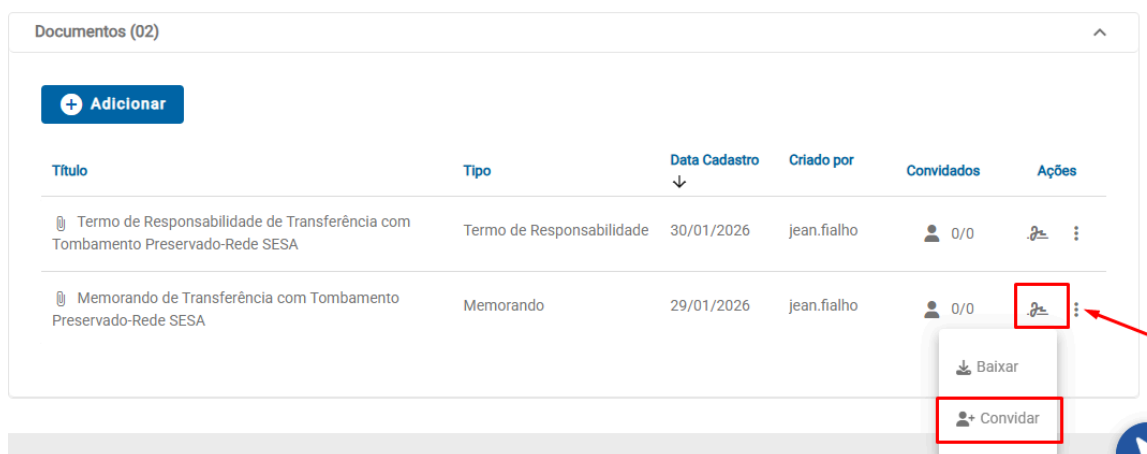 Documentos (02)
Adicionar
Título Tipo Data Cadastro Criado por Convidados Ações
Termo de Responsabilidade de Transferência com
Tombamento Preservado-Rede SESA
Termo de Responsabilidade 30/01/2026 jean.fialho 0/0
Memorando de Transferência com Tombamento
Preservado-Rede SESA
Memorando 29/01/2026 jean.fialho 0/0
Baixar
Convidar